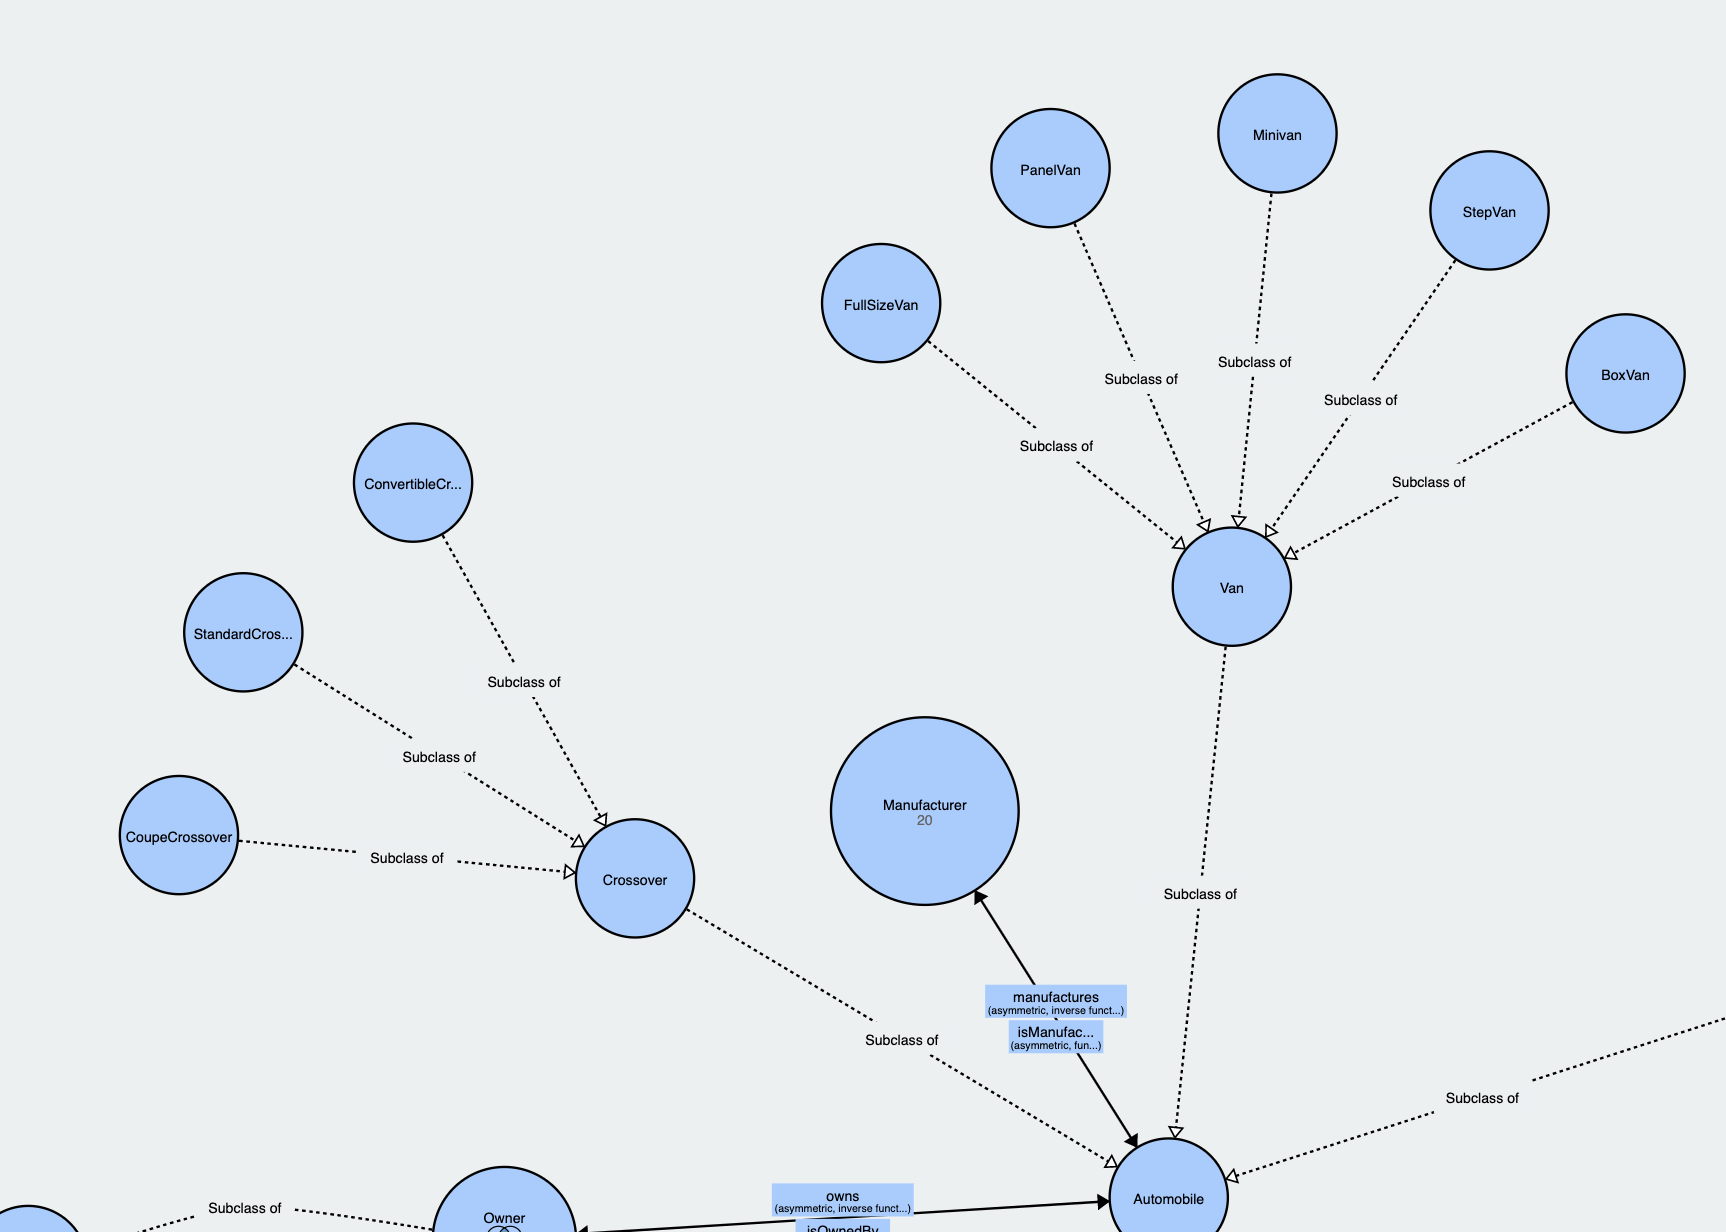 Minivan
PanelVan
StepVan
FullSizeVan
BoxVan
Subclass of
Subclass of
Subclass of
Subclass of
Subclass of
ConvertibleCr...
Van
StandardCros...
Subclass of
Subclass of
CoupeCrossover
Subclass of
Crossover
Manufacturer
20
Subclass of
manufactures
(asymmetric, inverse funct...)
isManufac...
(asymmetric, fun...)
Subclass of
Subclass of
Automobile
owns
(asymmetric, inverse funct...)
isOwnedBy
Subclass of
Owner